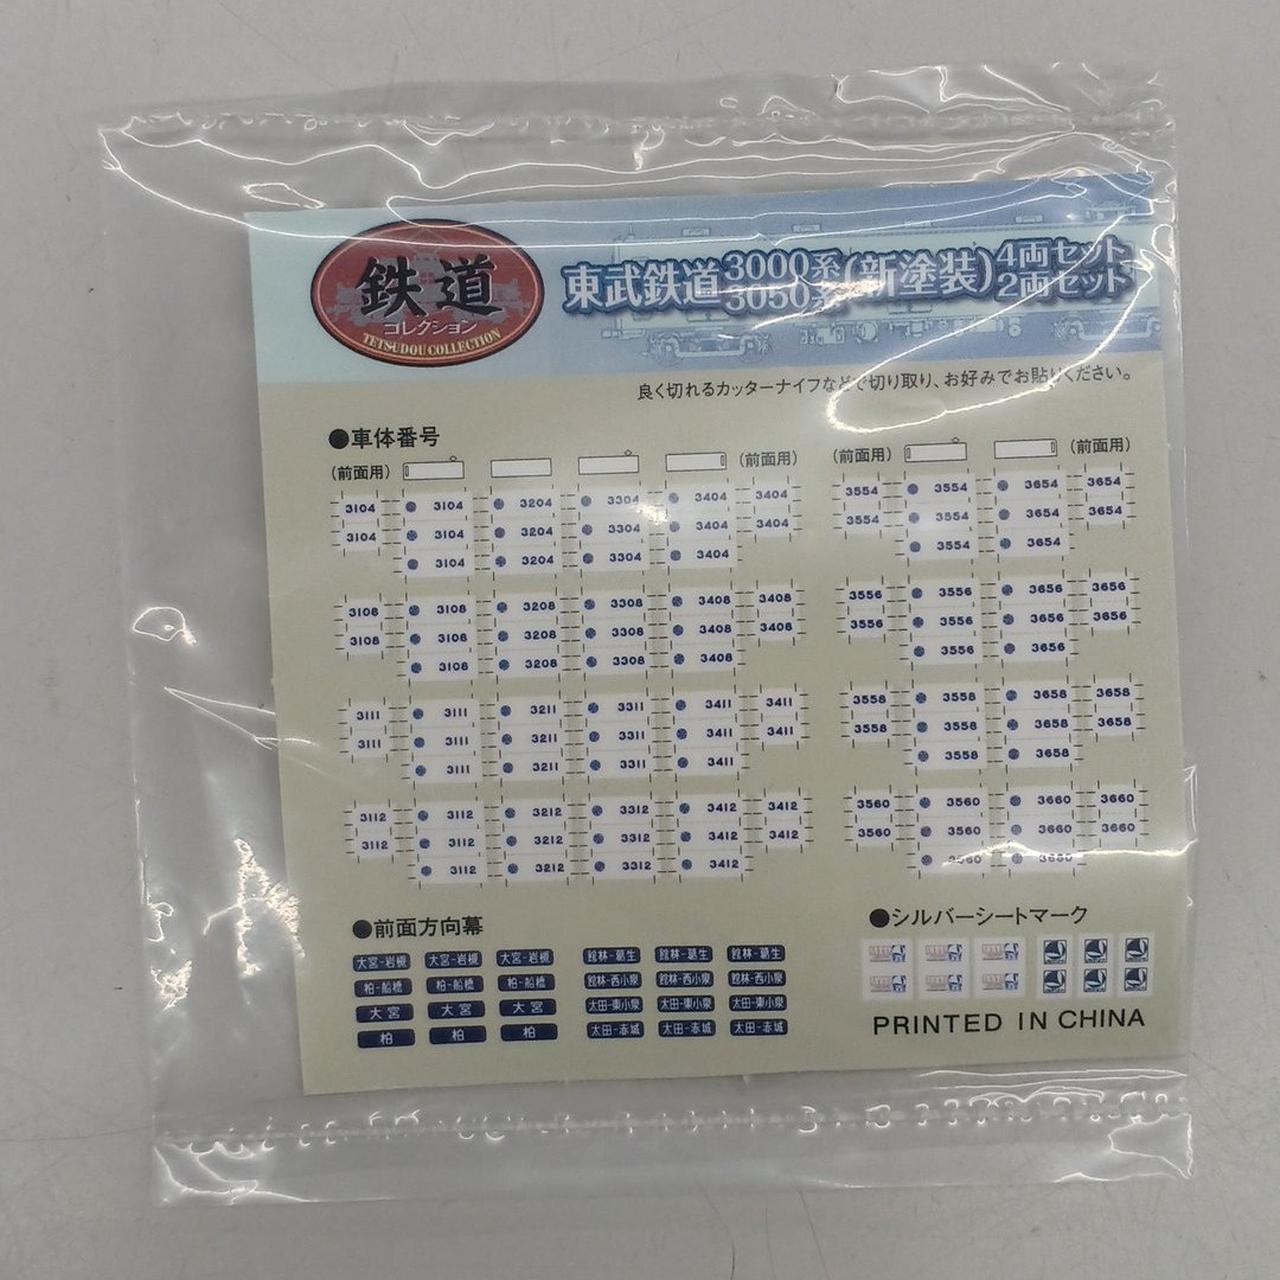 鉄道
コレクション
TETSUDOU COLLECTION
東武鉄道3000系3050系(新塗装)4両セット2両セット
良く切れるカッターナイフなどで切り取り、お好みでお貼りください。
●車体番号
(前面用) (前面用) (前面用) (前面用)
3104 3104 3204 3304 3404 3404 3554 3554 3654 3654
3104 3104 3204 3304 3404 3404 3554 3554 3654 3654
3104 3204 3304 3404 3554 3654
3108 3108 3208 3308 3408 3408 3556 3556 3656 3656
3108 3108 3208 3308 3408 3408 3556 3556 3656 3656
3108 3208 3308 3408 3556 3656
3111 3111 3211 3311 3411 3411 3558 3558 3658 3658
3111 3111 3211 3311 3411 3411 3558 3558 3658 3658
3111 3211 3311 3411 3558 3658
3112 3112 3212 3312 3412 3412 3560 3560 3660 3660
3112 3112 3212 3312 3412 3412 3560 3560 3660 3660
3112 3212 3312 3412 3560 3660
●前面方向幕
大宮-岩槻 大宮-岩槻 大宮-岩槻 館林-葛生 館林-葛生 館林-葛生
柏-船橋 柏-船橋 柏-船橋 館林-西小泉 館林-西小泉 館林-西小泉
大宮 大宮 大宮 太田-東小泉 太田-東小泉 太田-東小泉
柏 柏 柏 太田-赤城 太田-赤城 太田-赤城
●シルバーシートマーク
PRINTED IN CHINA